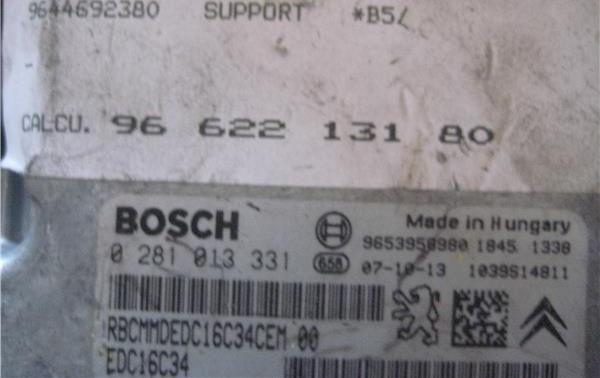 9644692380 SUPPORT *B5/
CALCU. 96 622 131 80
BOSCH
Made in Hungary
0 281 013 331
9653958980 1845. 1338
658 07-10-13 1039S14811
RBCMMDEDC16C34CEM 00
EDC16C34